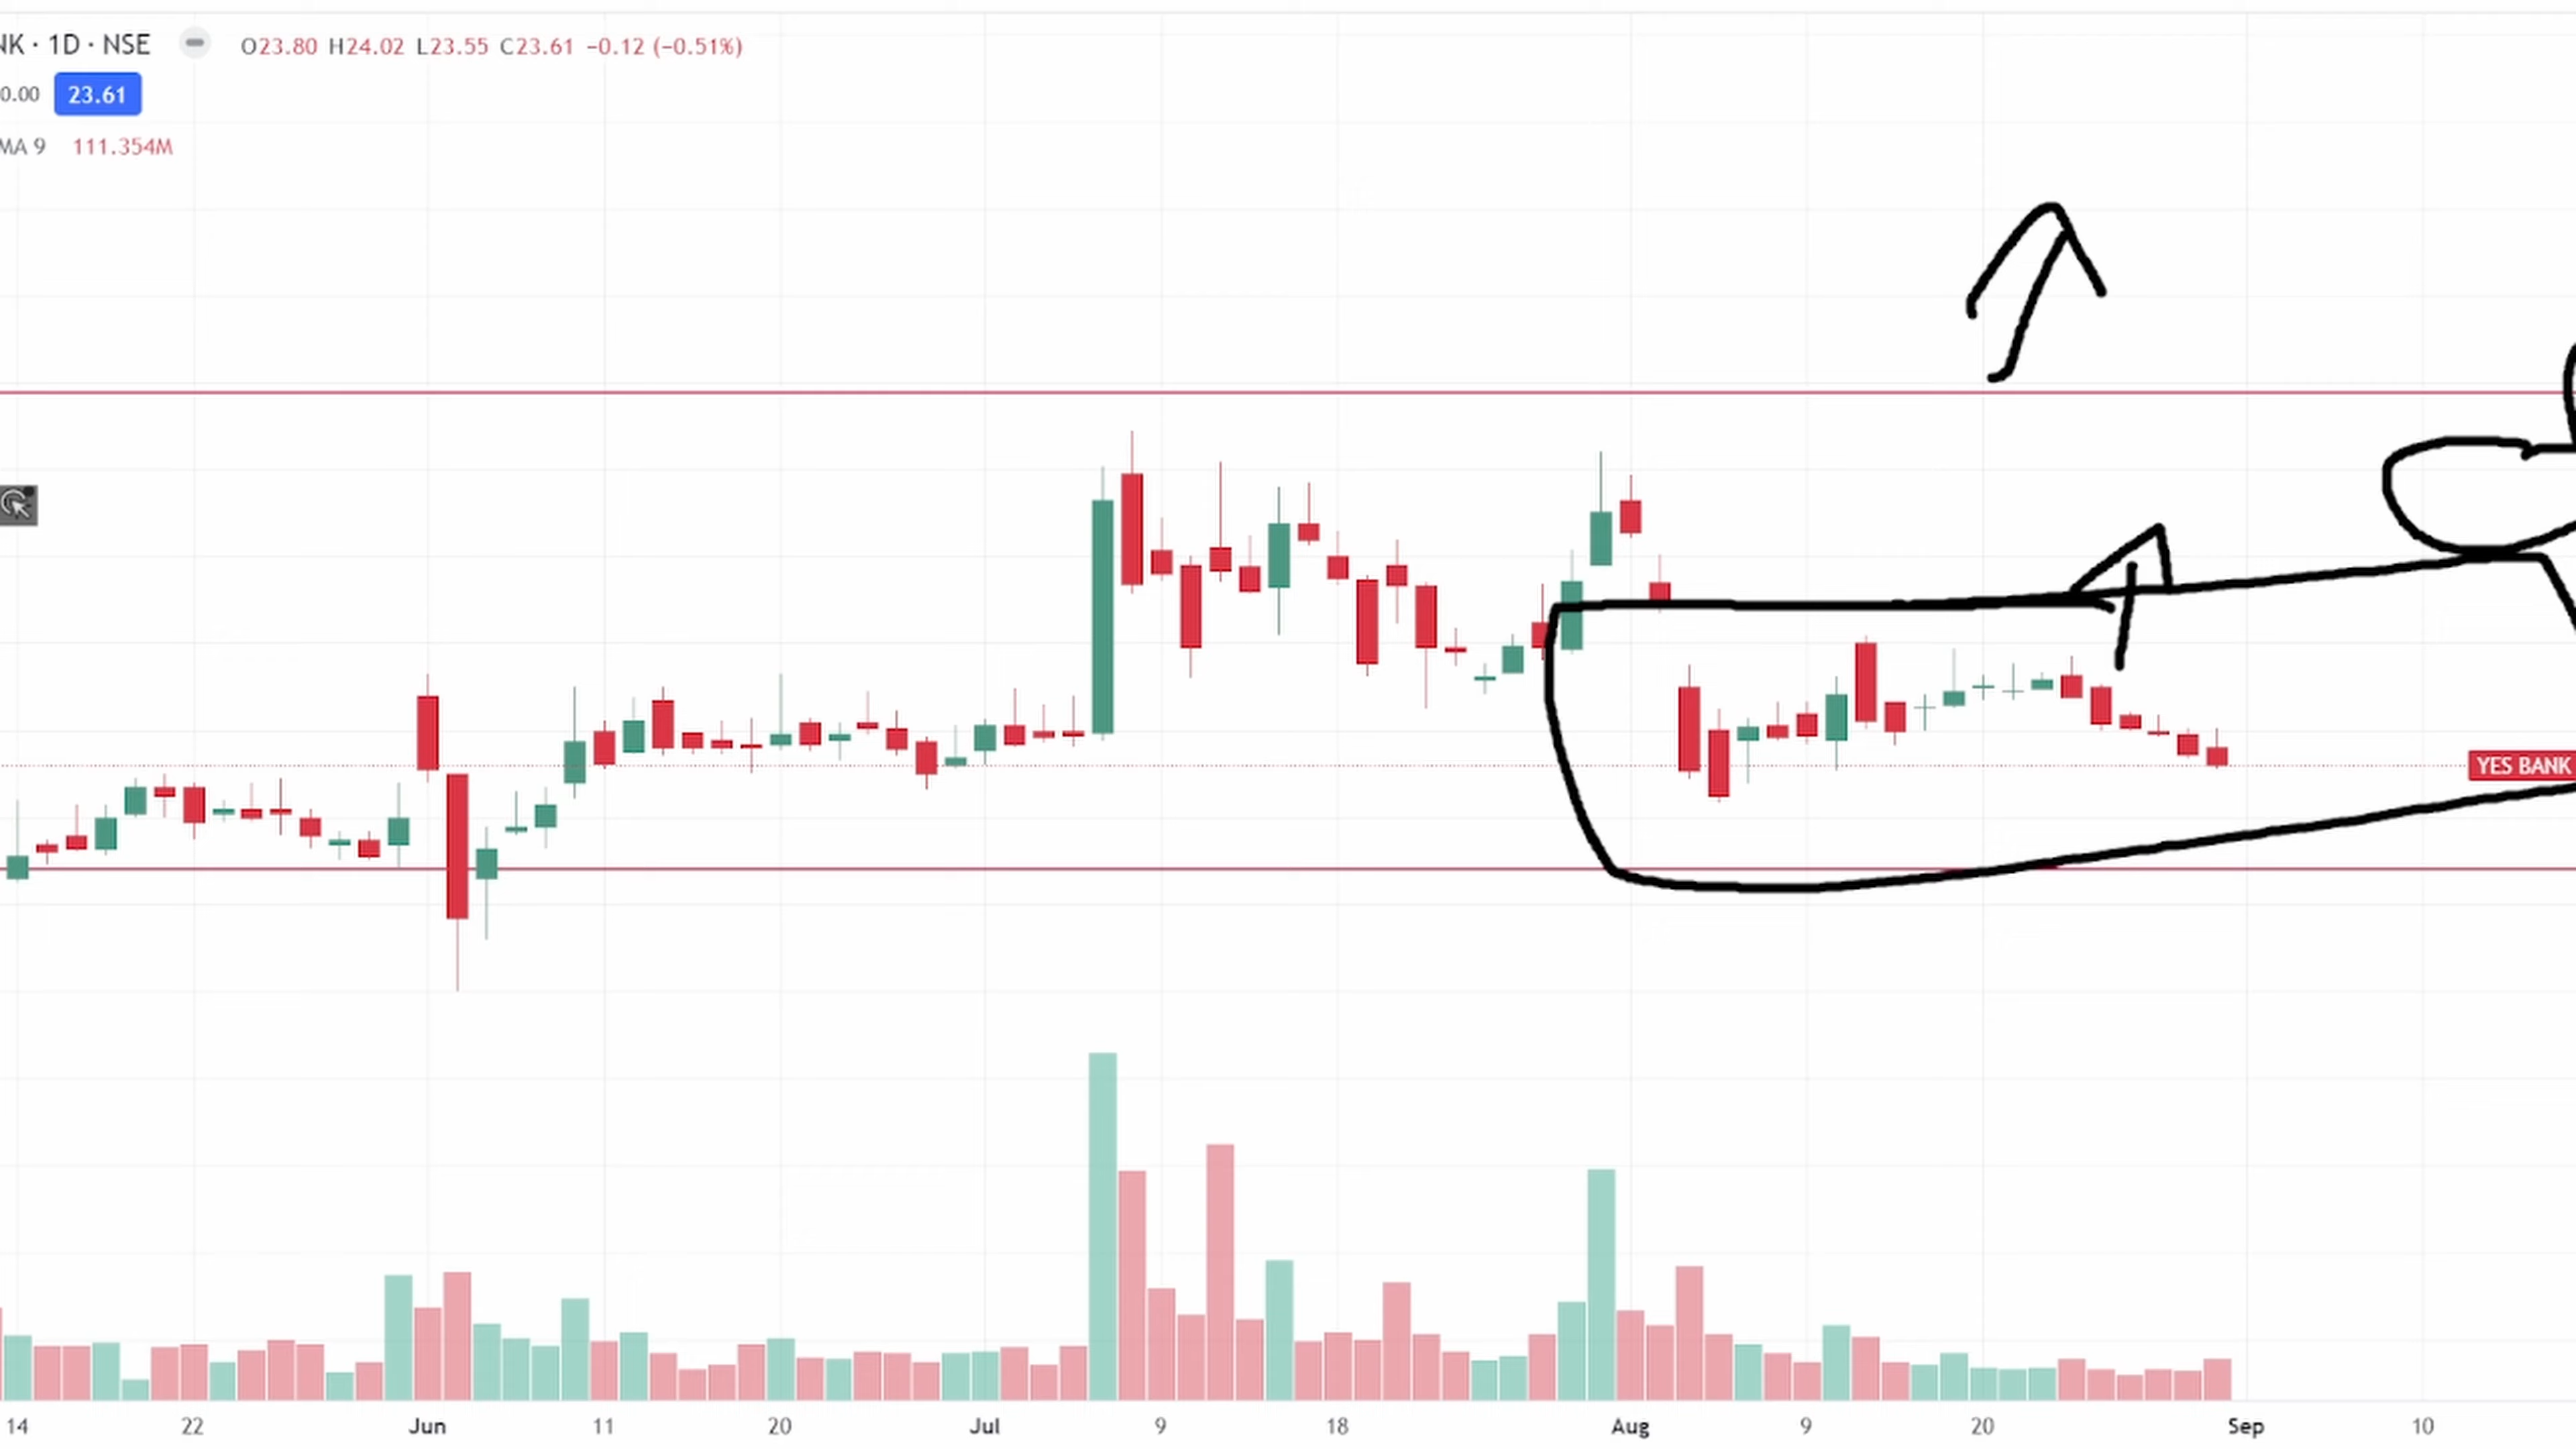 NK · 1D · NSE O23.80 H24.02 L23.55 C23.61 −0.12 (−0.51%)
0.00 23.61
MA 9 111.354M
YES BANK
14 22 Jun 11 20 Jul 9 18 Aug 9 20 Sep 10